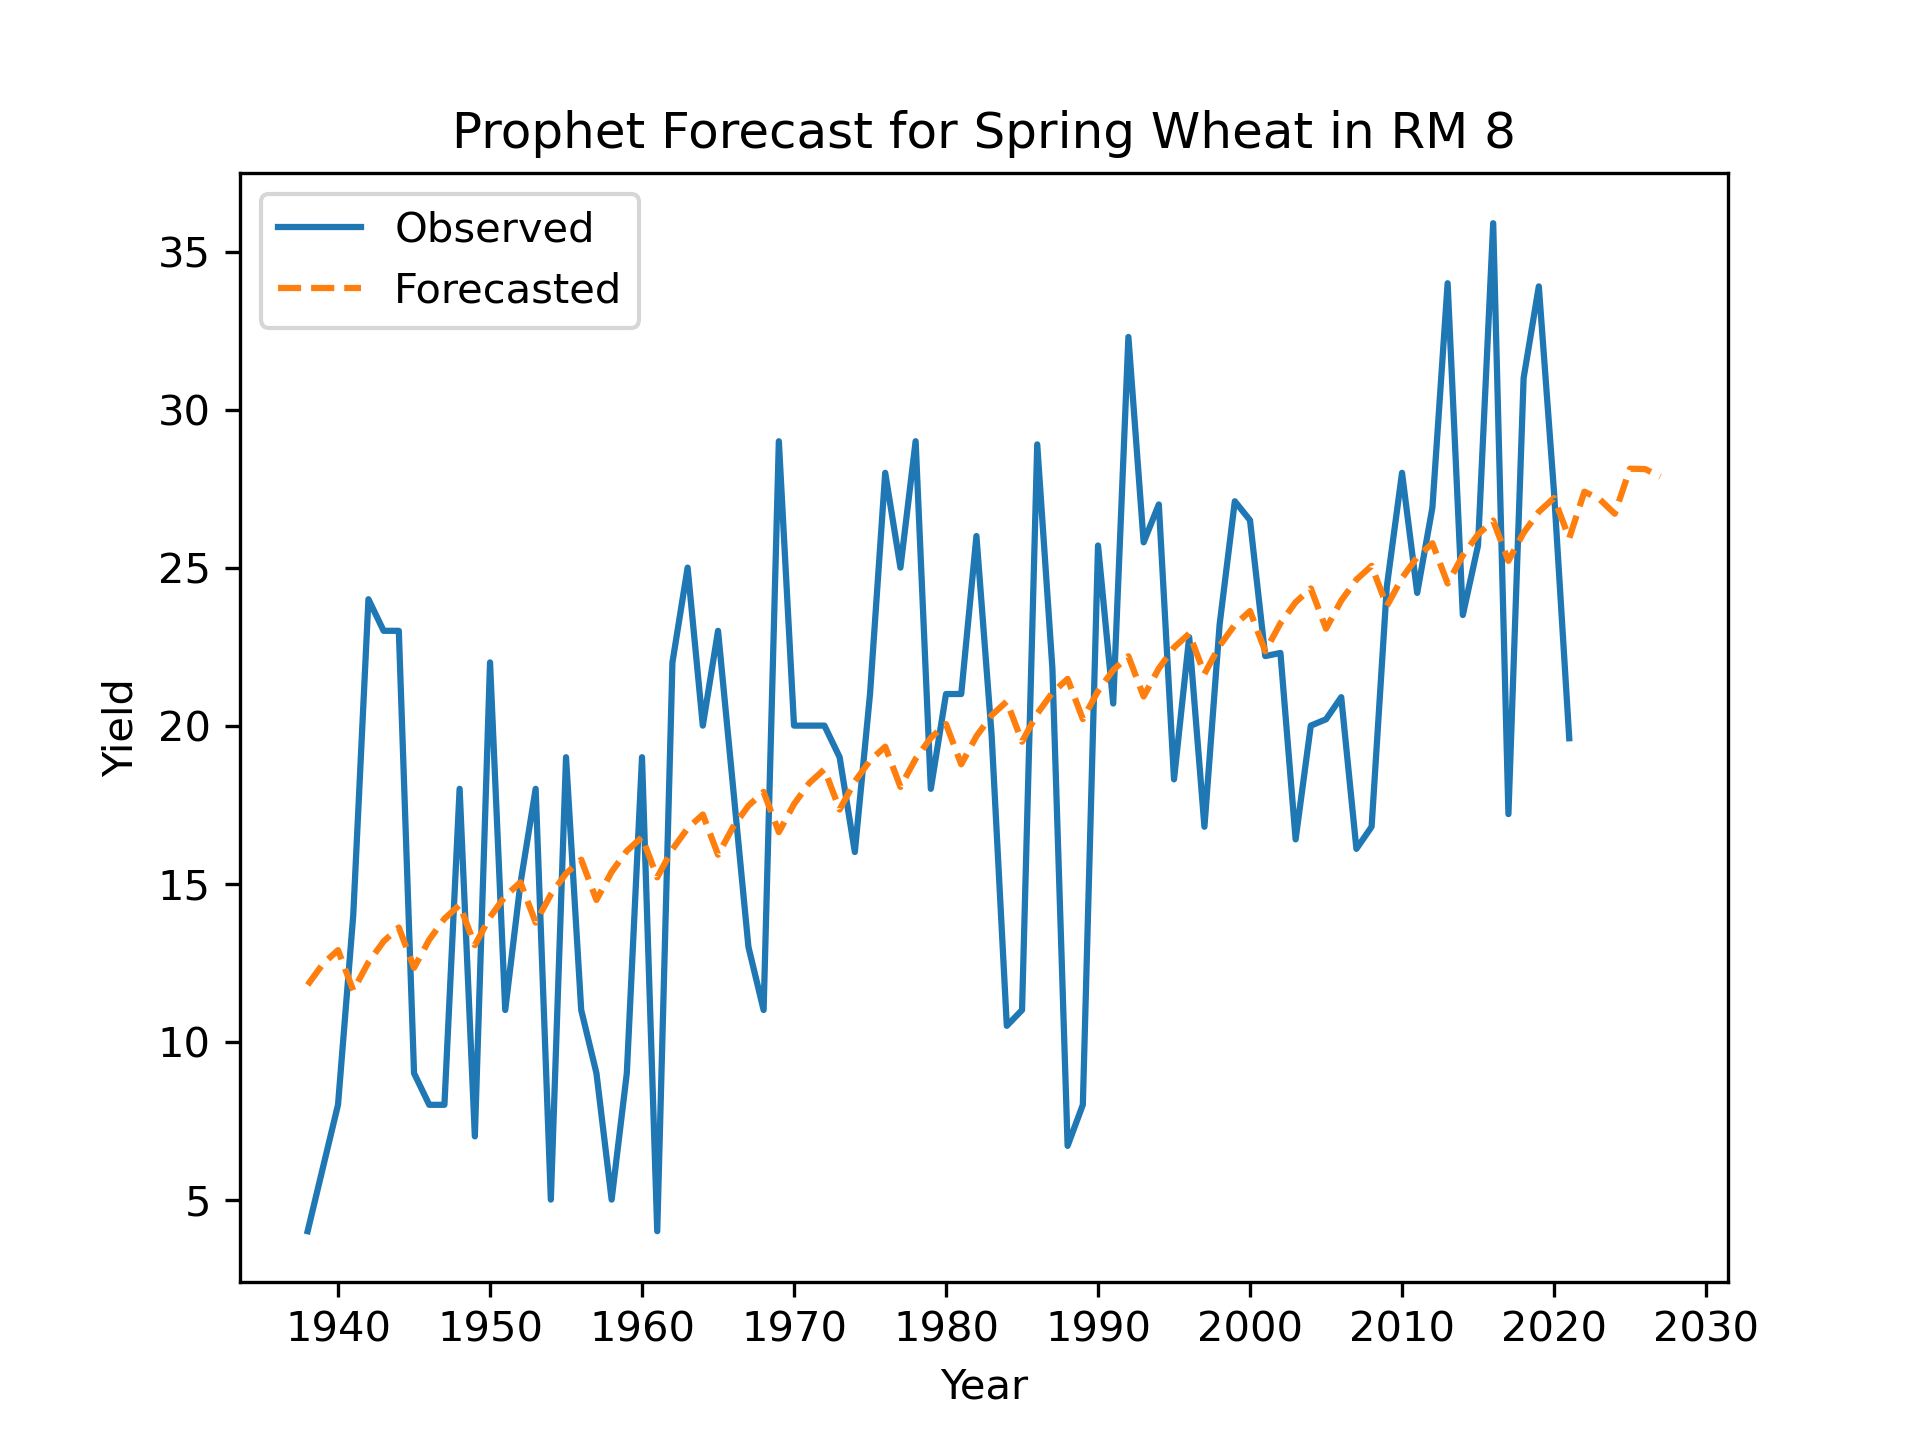 Prophet Forecast for Spring Wheat in RM 8
Observed
Forecasted
35
30
25
20
15
10
5
Yield
1940 1950 1960 1970 1980 1990 2000 2010 2020 2030
Year